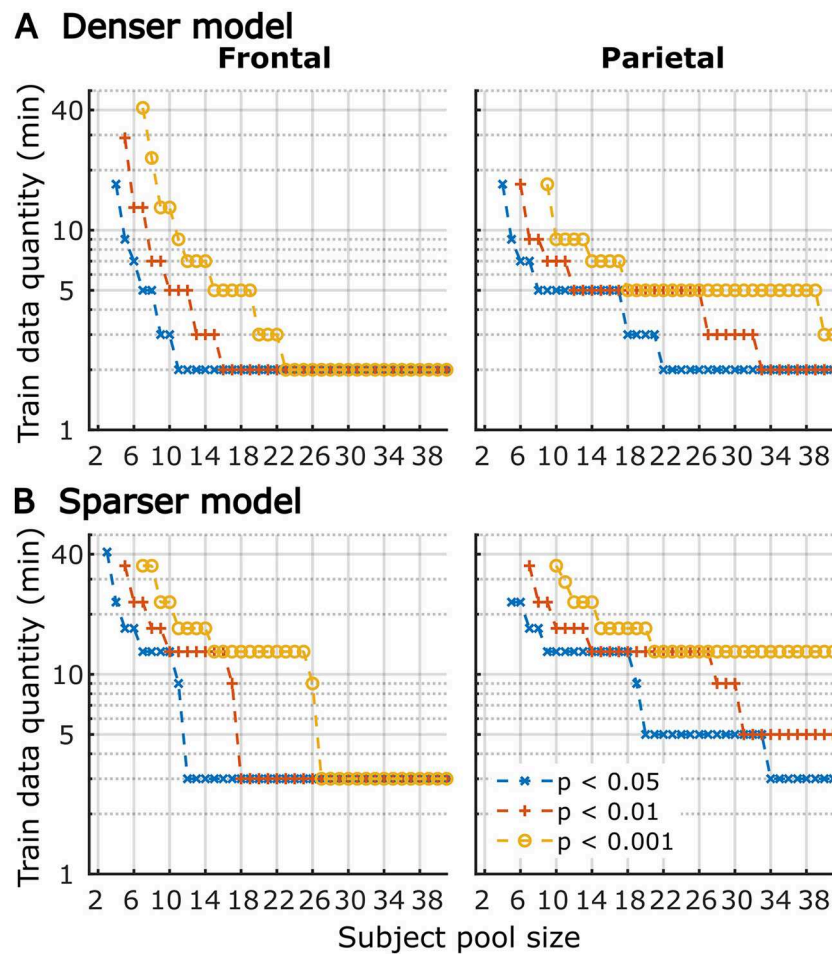 A Denser model
Frontal Parietal
Train data quantity (min)
40
10
5
1
2 6 10 14 18 22 26 30 34 38
2 6 10 14 18 22 26 30 34 38
B Sparser model
Train data quantity (min)
40
10
5
1
p < 0.05
p < 0.01
p < 0.001
2 6 10 14 18 22 26 30 34 38
2 6 10 14 18 22 26 30 34 38
Subject pool size